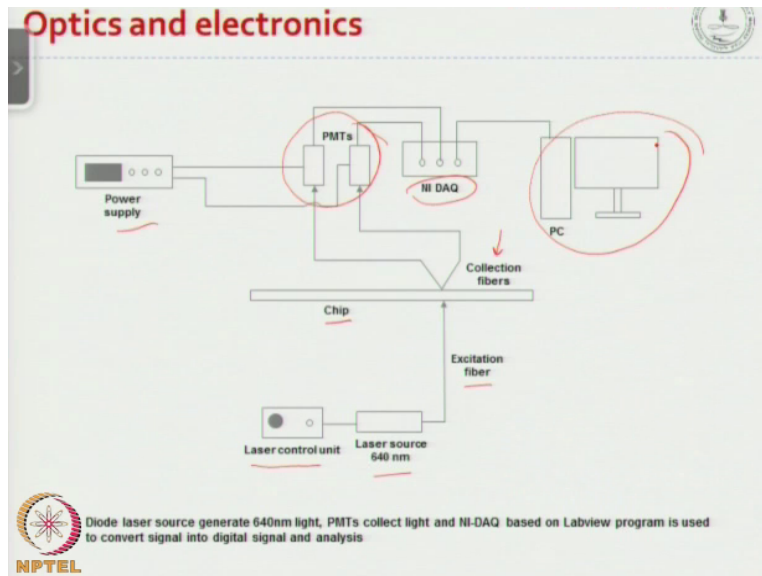 Optics and electronics
PMTs
NI DAQ
Power
supply
PC
Collection
fibers
Chip
Excitation
fiber
Laser control unit
Laser source
640 nm
Diode laser source generate 640nm light, PMTs collect light and NI-DAQ based on Labview program is used
to convert signal into digital signal and analysis
NPTEL